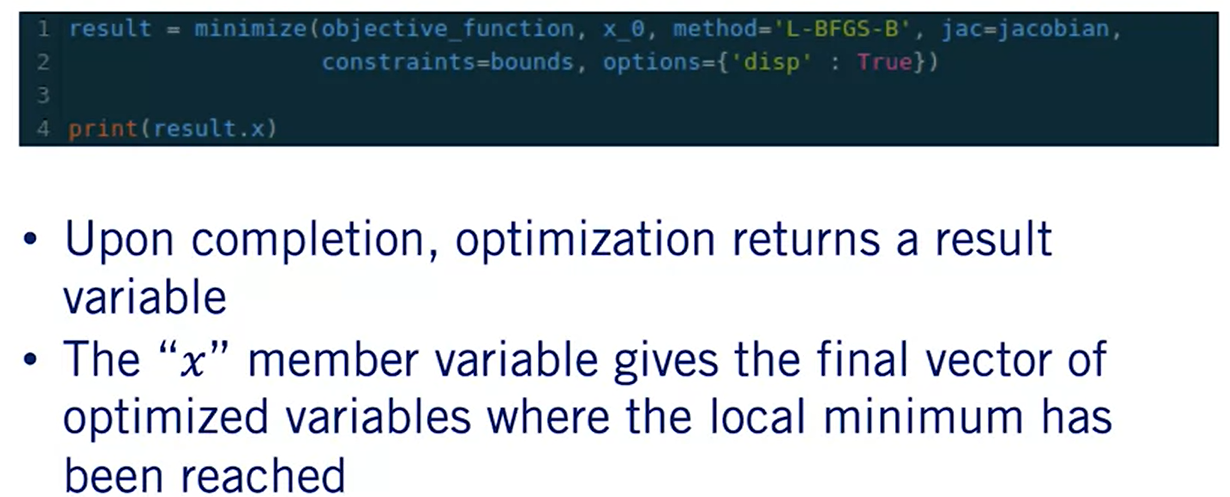 1 result = minimize(objective_function, x_0, method='L-BFGS-B', jac=jacobian,
2 constraints=bounds, options={'disp' : True})
3
4 print(result.x)
• Upon completion, optimization returns a result
variable
• The “x” member variable gives the final vector of
optimized variables where the local minimum has
been reached